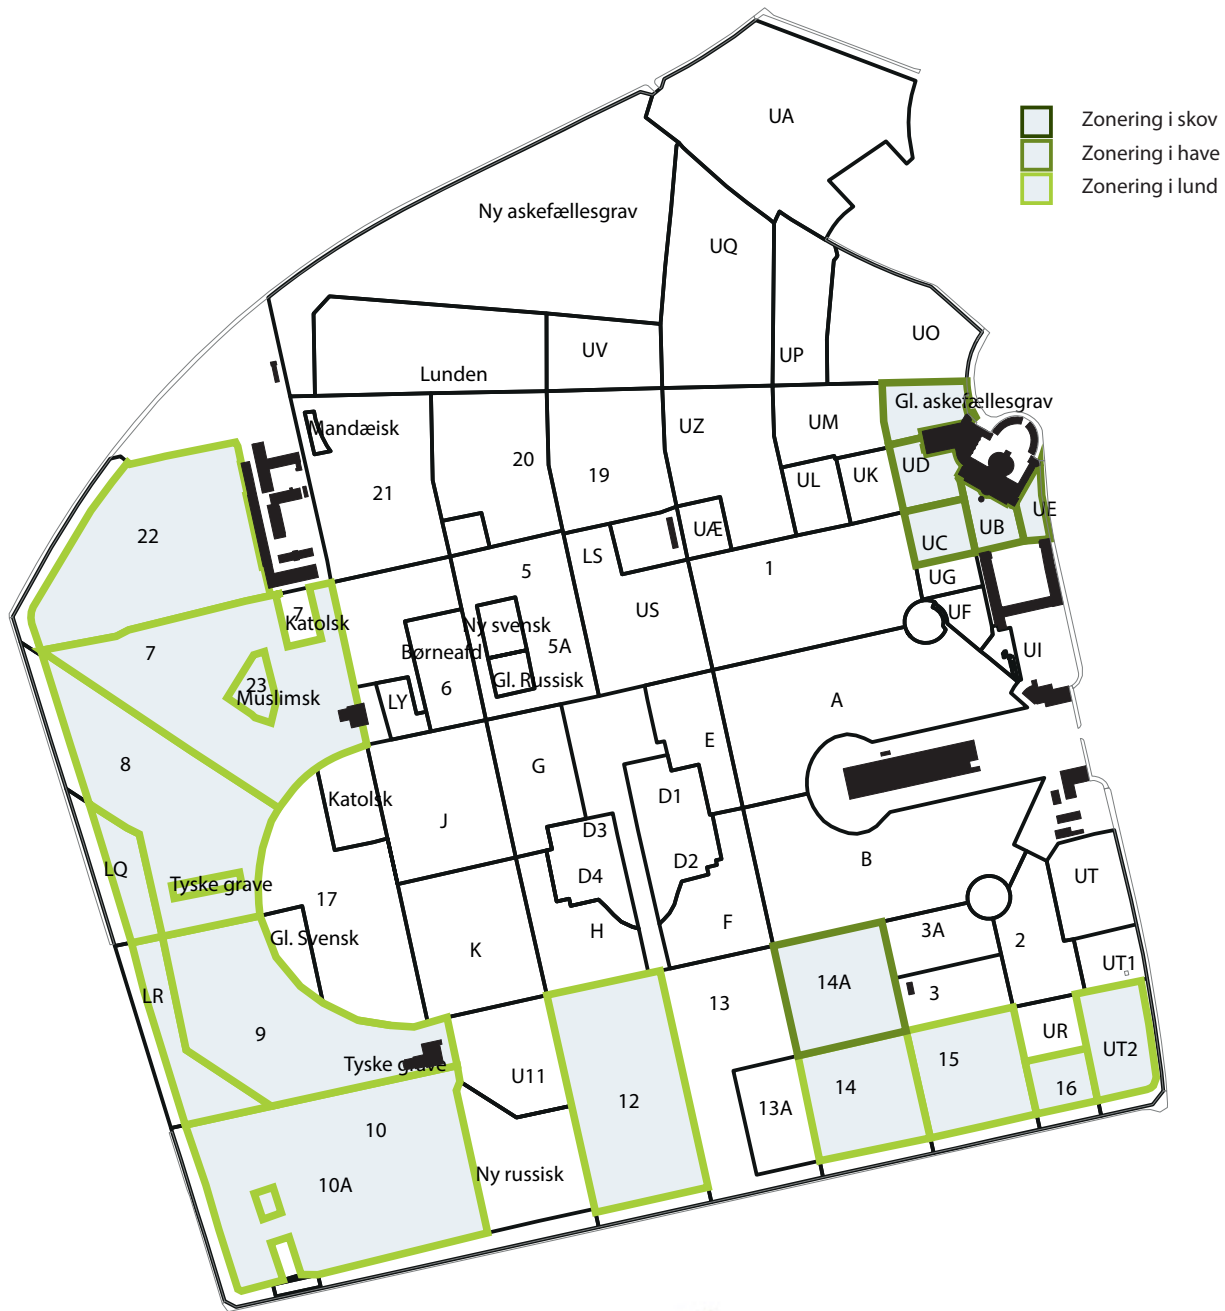 UA
Zonering i skov
Zonering i have
Zonering i lund
Ny askefællesgrav
UQ
UO
UV
UP
Lunden
Gl. askefællesgrav
Mandæisk
UM
UZ
20
UD
19
UL
UK
21
UE
UÆ
UB
22
UC
LS
5
1
UG
7
US
UF
Katolsk
Ny svensk
7
Børneafd
5A
UI
23
Gl. Russisk
6
Muslimsk
LY
A
E
8
G
D1
Katolsk
J
D3
B
D2
LQ
D4
UT
Tyske grave
17
F
3A
H
Gl. Svensk
2
K
UT1
14A
LR
3
13
9
UR
UT2
15
Tyske grave
U11
14
16
12
13A
10
Ny russisk
10A